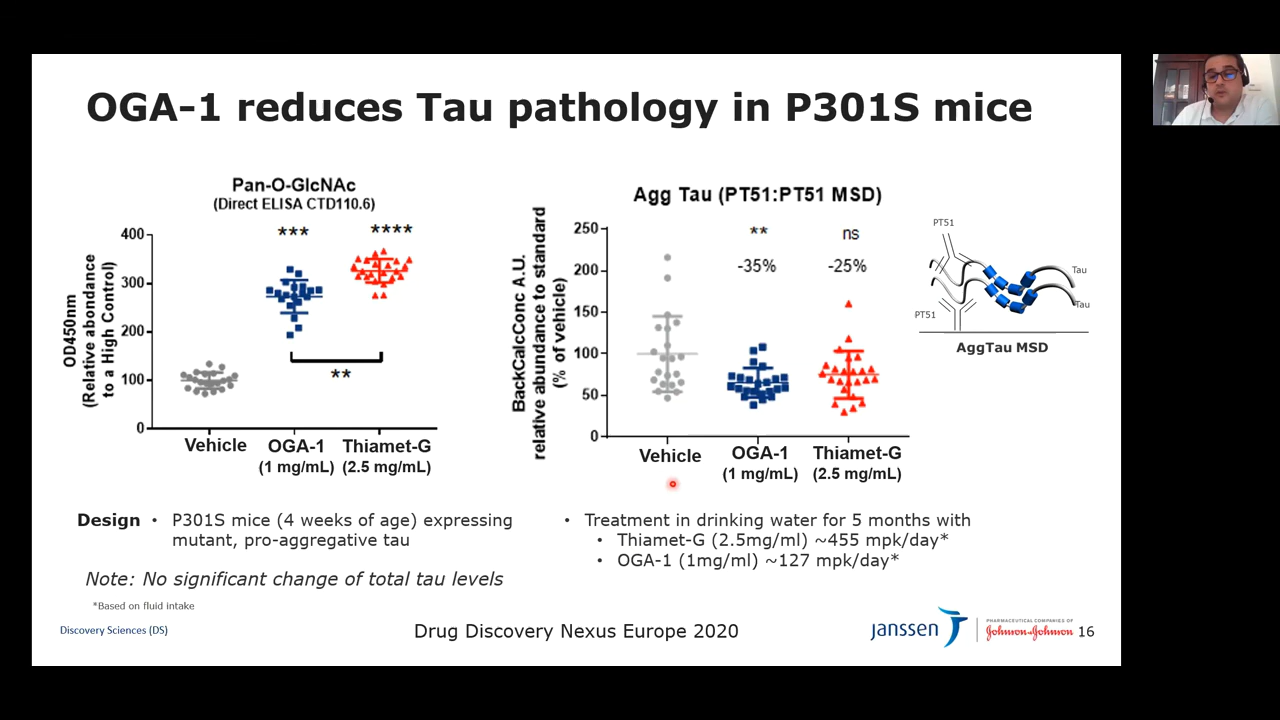 OGA-1 reduces Tau pathology in P301S mice
Pan-O-GlcNAc
(Direct ELISA CTD110.6)
OD450nm
(Relative abundance
to a High Control)
400
300
200
100
0
***
****
**
Vehicle
OGA-1
(1 mg/mL)
Thiamet-G
(2.5 mg/mL)
Agg Tau (PT51:PT51 MSD)
BackCalcConc A.U.
relative abundance to standard
(% of vehicle)
250
200
150
100
50
0
**
ns
-35%
-25%
Vehicle
OGA-1
(1 mg/mL)
Thiamet-G
(2.5 mg/mL)
PT51
Tau
Tau
PT51
AggTau MSD
Design • P301S mice (4 weeks of age) expressing
mutant, pro-aggregative tau
Note: No significant change of total tau levels
*Based on fluid intake
• Treatment in drinking water for 5 months with
• Thiamet-G (2.5mg/ml) ~455 mpk/day*
• OGA-1 (1mg/ml) ~127 mpk/day*
Discovery Sciences (DS)
Drug Discovery Nexus Europe 2020
janssen
PHARMACEUTICAL COMPANIES OF
Johnson & Johnson
16